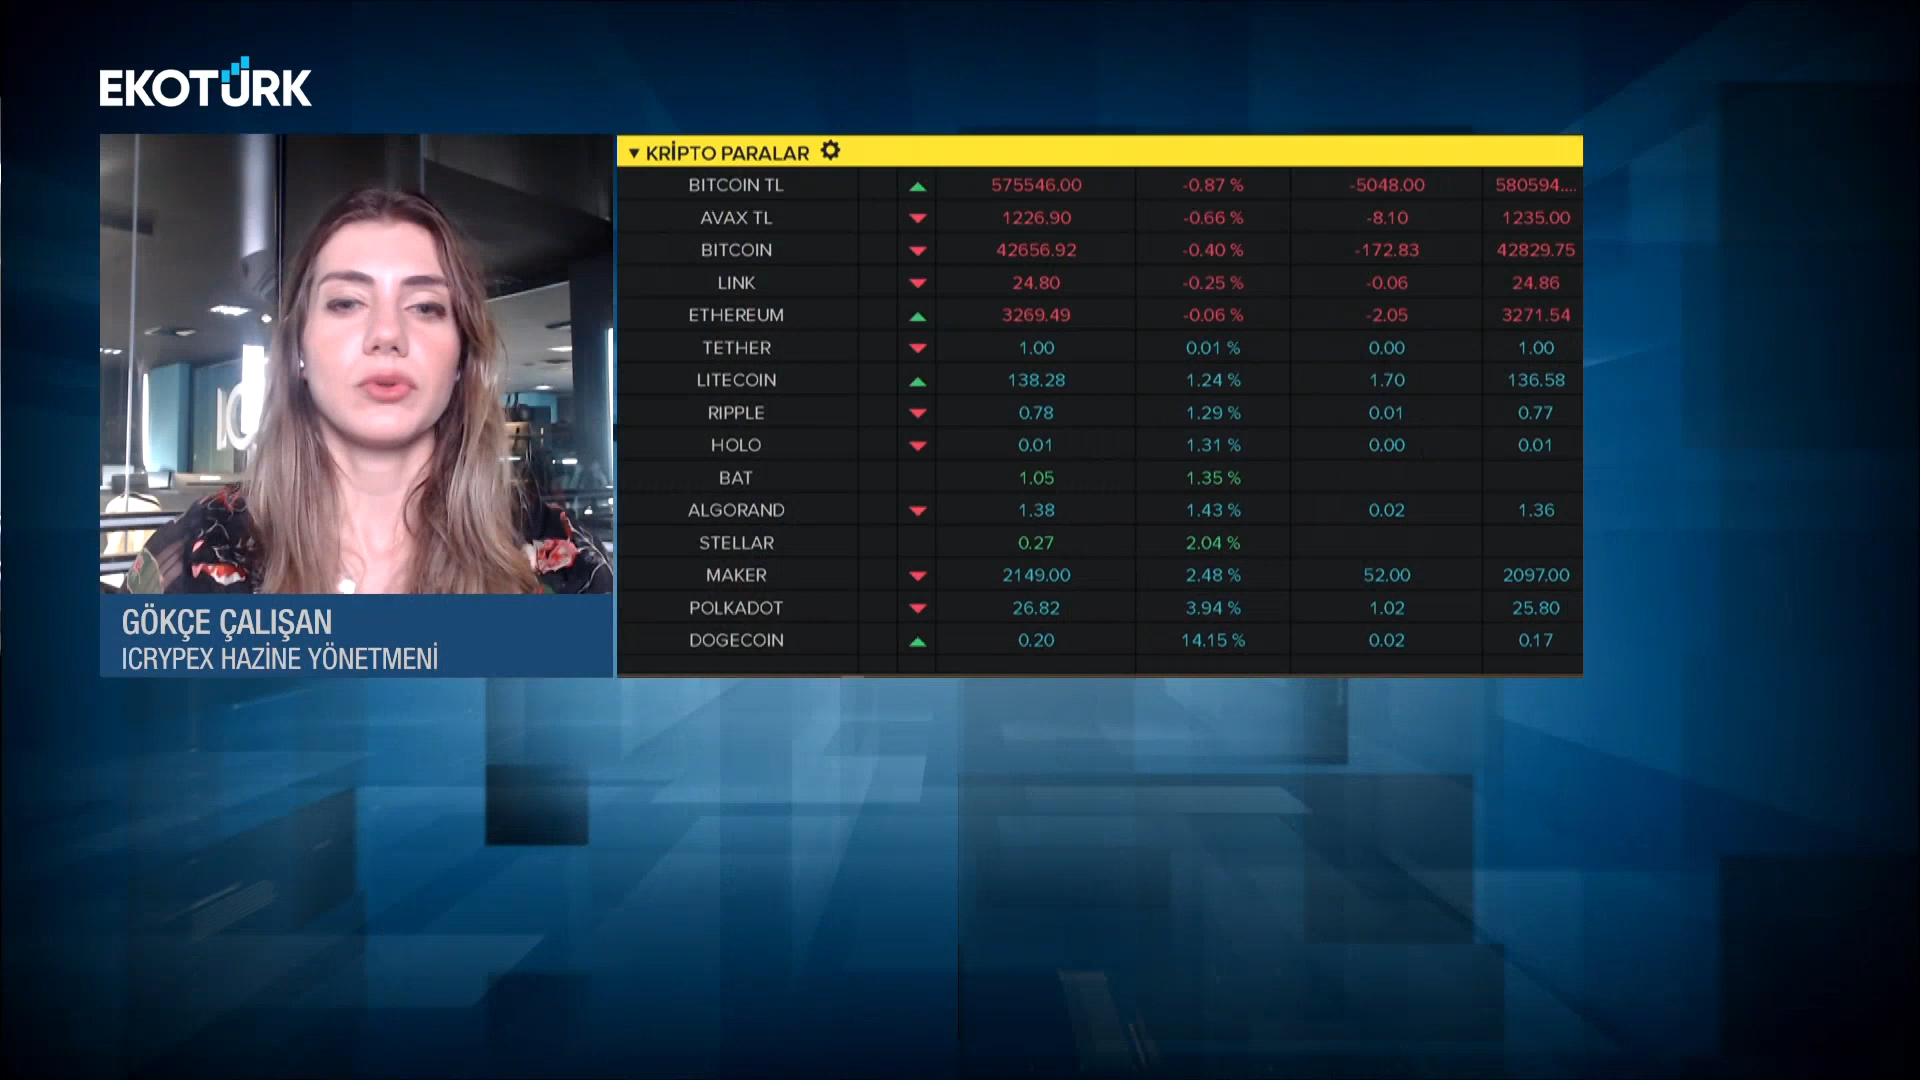 EKOTÜRK
▼ KRİPTO PARALAR
BITCOIN TL 575546.00 -0.87 % -5048.00 580594....
AVAX TL 1226.90 -0.66 % -8.10 1235.00
BITCOIN 42656.92 -0.40 % -172.83 42829.75
LINK 24.80 -0.25 % -0.06 24.86
ETHEREUM 3269.49 -0.06 % -2.05 3271.54
TETHER 1.00 0.01 % 0.00 1.00
LITECOIN 138.28 1.24 % 1.70 136.58
RIPPLE 0.78 1.29 % 0.01 0.77
HOLO 0.01 1.31 % 0.00 0.01
BAT 1.05 1.35 %
ALGORAND 1.38 1.43 % 0.02 1.36
STELLAR 0.27 2.04 %
MAKER 2149.00 2.48 % 52.00 2097.00
POLKADOT 26.82 3.94 % 1.02 25.80
DOGECOIN 0.20 14.15 % 0.02 0.17
GÖKÇE ÇALIŞAN
ICRYPEX HAZİNE YÖNETMENİ